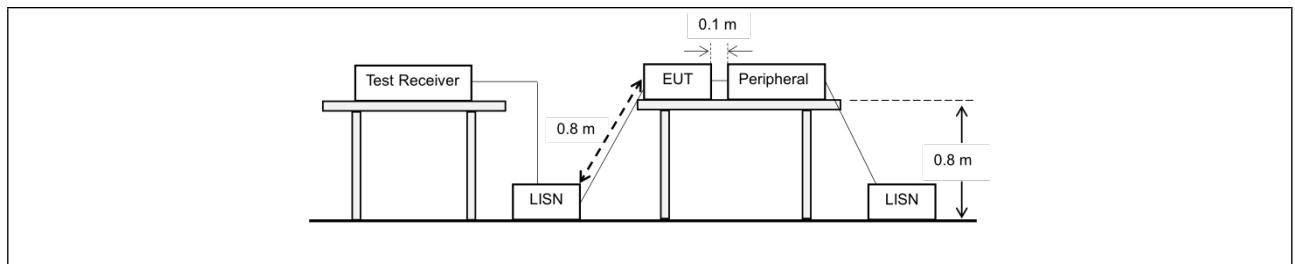 0.1 m
Test Receiver
EUT
Peripheral
0.8 m
0.8 m
LISN
LISN